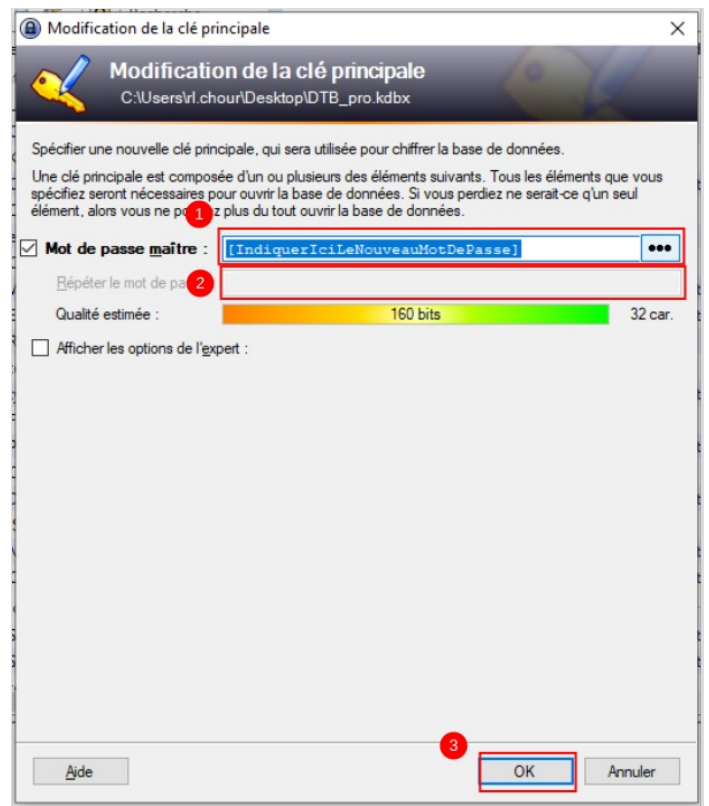 Modification de la clé principale
Modification de la clé principale
C:\Users\rl.chour\Desktop\DTB_pro.kdbx
Spécifier une nouvelle clé principale, qui sera utilisée pour chiffrer la base de données.
Une clé principale est composée d'un ou plusieurs des éléments suivants. Tous les éléments que vous
spécifiez seront nécessaires pour ouvrir la base de données. Si vous perdiez ne serait-ce q'un seul
élément, alors vous ne plus du tout ouvrir la base de données.
1
Mot de passe maître : [IndiquerIciLeNouveauMotDePasse]
Répéter le mot de 2
Qualité estimée : 160 bits 32 car.
Afficher les options de l'expert :
3
Aide OK Annuler